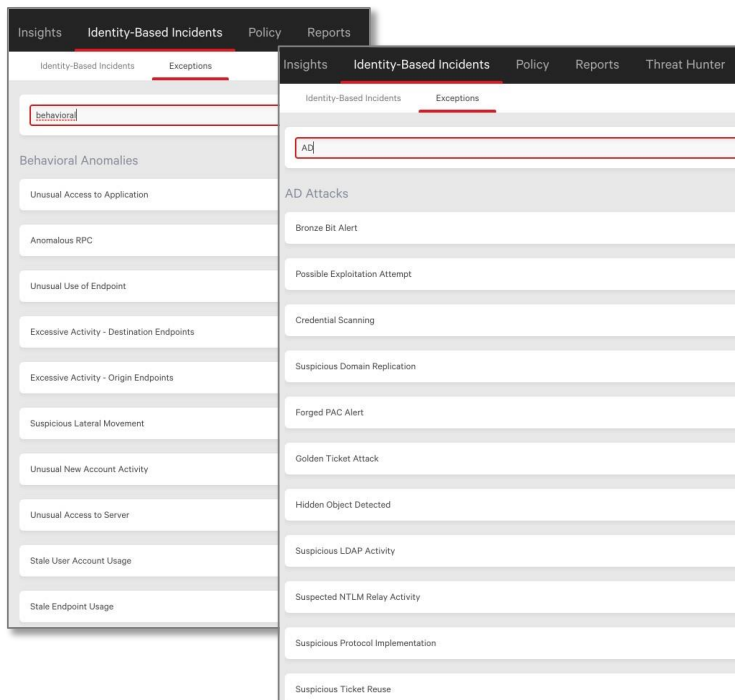 Insights Identity-Based Incidents Policy Reports
Identity-Based Incidents Exceptions
behavioral
Behavioral Anomalies
Unusual Access to Application
Anomalous RPC
Unusual Use of Endpoint
Excessive Activity - Destination Endpoints
Excessive Activity - Origin Endpoints
Suspicious Lateral Movement
Unusual New Account Activity
Unusual Access to Server
Stale User Account Usage
Stale Endpoint Usage
Insights Identity-Based Incidents Policy Reports Threat Hunter
Identity-Based Incidents Exceptions
AD
AD Attacks
Bronze Bit Alert
Possible Exploitation Attempt
Credential Scanning
Suspicious Domain Replication
Forged PAC Alert
Golden Ticket Attack
Hidden Object Detected
Suspicious LDAP Activity
Suspected NTLM Relay Activity
Suspicious Protocol Implementation
Suspicious Ticket Reuse